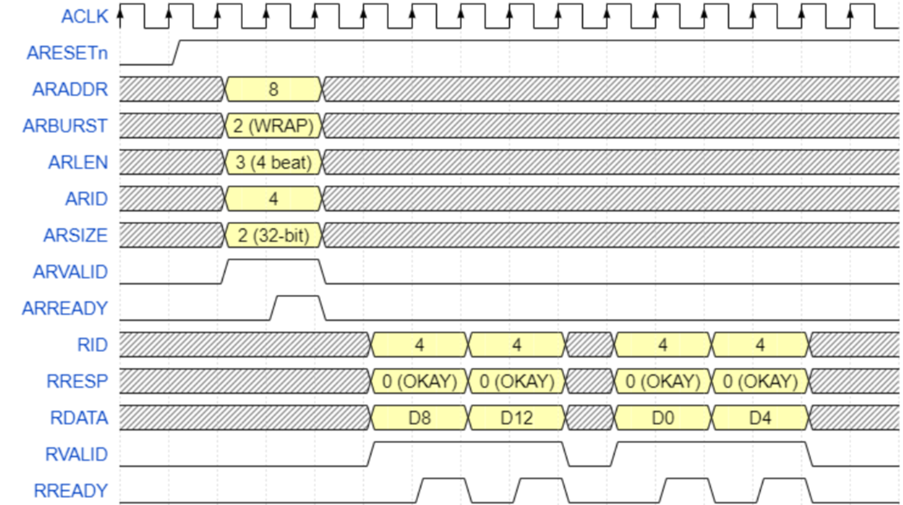 ACLK
ARESETn
ARADDR 8
ARBURST 2 (WRAP)
ARLEN 3 (4 beat)
ARID 4
ARSIZE 2 (32-bit)
ARVALID
ARREADY
RID 4 4 4 4
RRESP 0 (OKAY) 0 (OKAY) 0 (OKAY) 0 (OKAY)
RDATA D8 D12 D0 D4
RVALID
RREADY